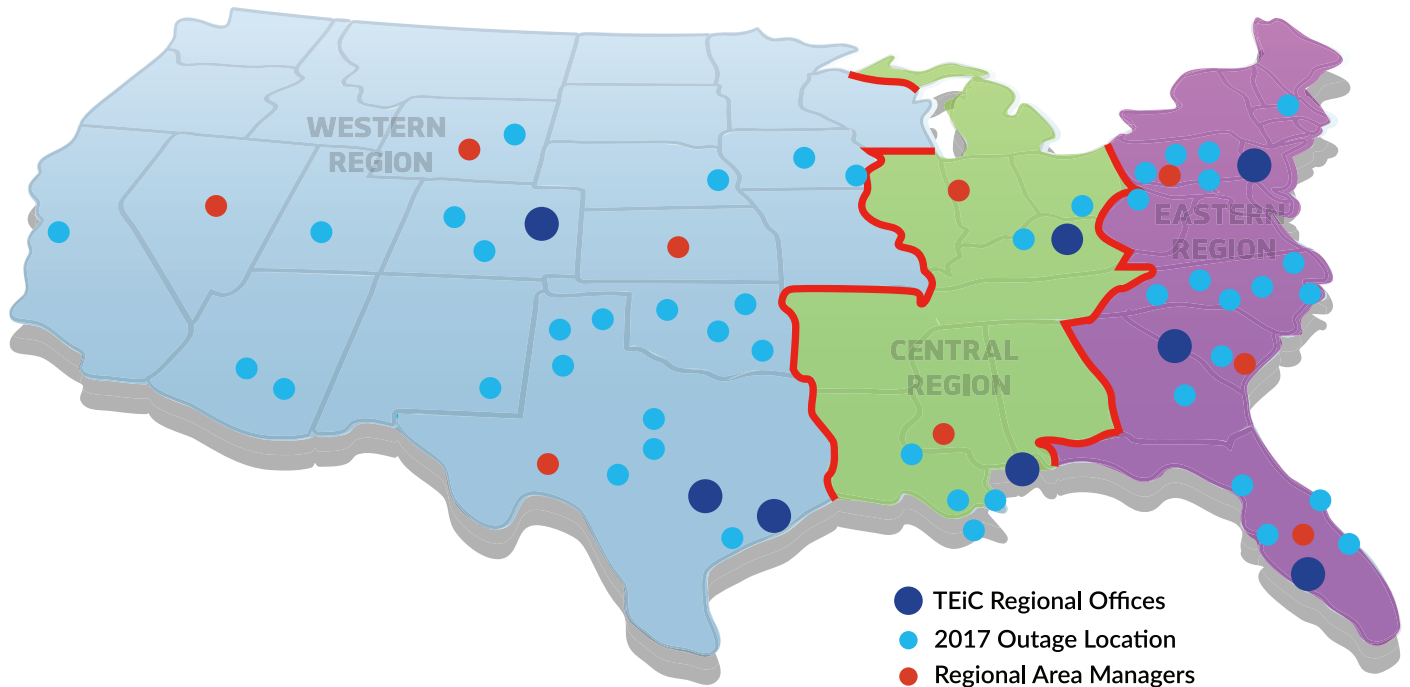 WESTERN
REGION
EASTERN
REGION
CENTRAL
REGION
TEiC Regional Offices
2017 Outage Location
Regional Area Managers